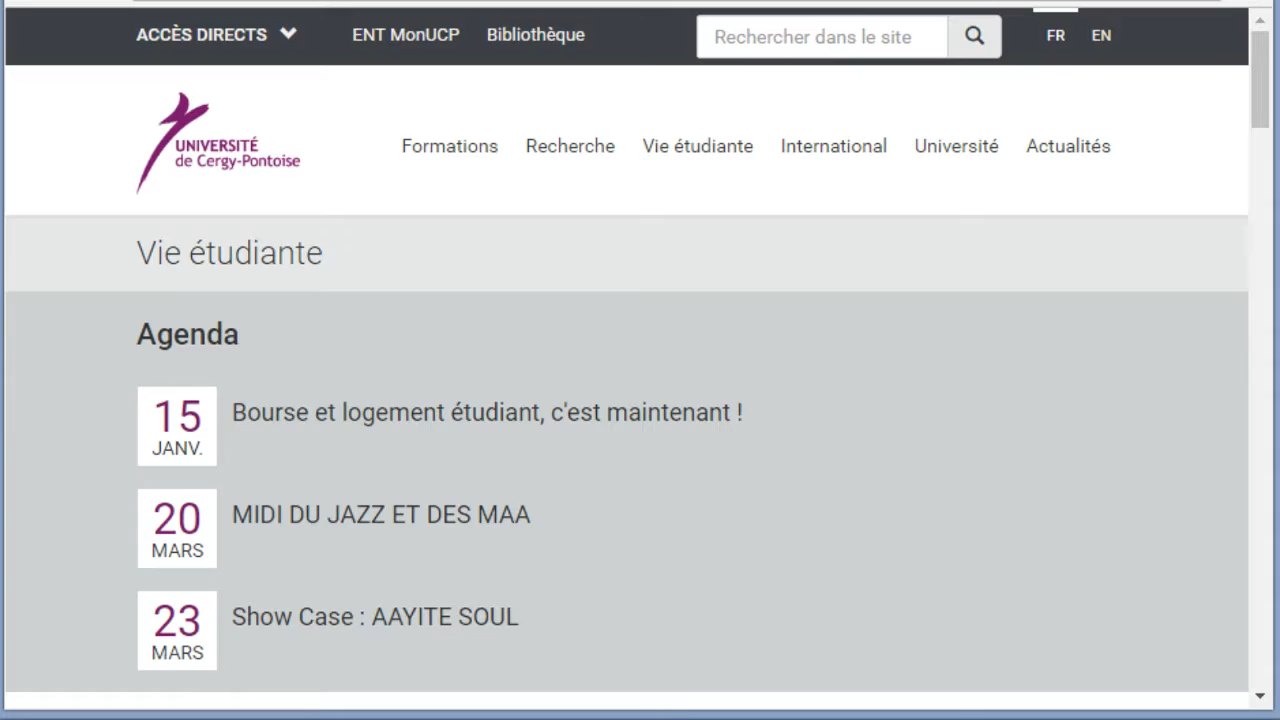 ACCÈS DIRECTS ENT MonUCP Bibliothèque Rechercher dans le site FR EN
UNIVERSITÉ
de Cergy-Pontoise
Formations Recherche Vie étudiante International Université Actualités
Vie étudiante
Agenda
15
JANV.
Bourse et logement étudiant, c'est maintenant !
20
MARS
MIDI DU JAZZ ET DES MAA
23
MARS
Show Case : AAYITE SOUL